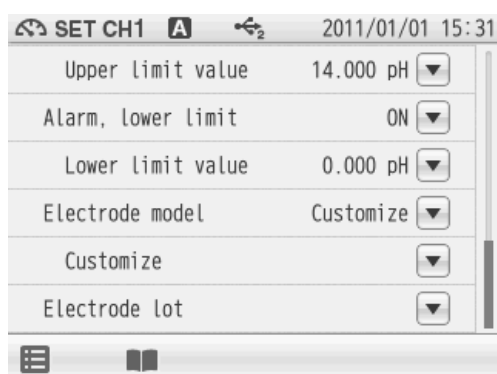 SET CH1 A 2 2011/01/01 15:31
Upper limit value 14.000 pH
Alarm, lower limit ON
Lower limit value 0.000 pH
Electrode model Customize
Customize
Electrode lot